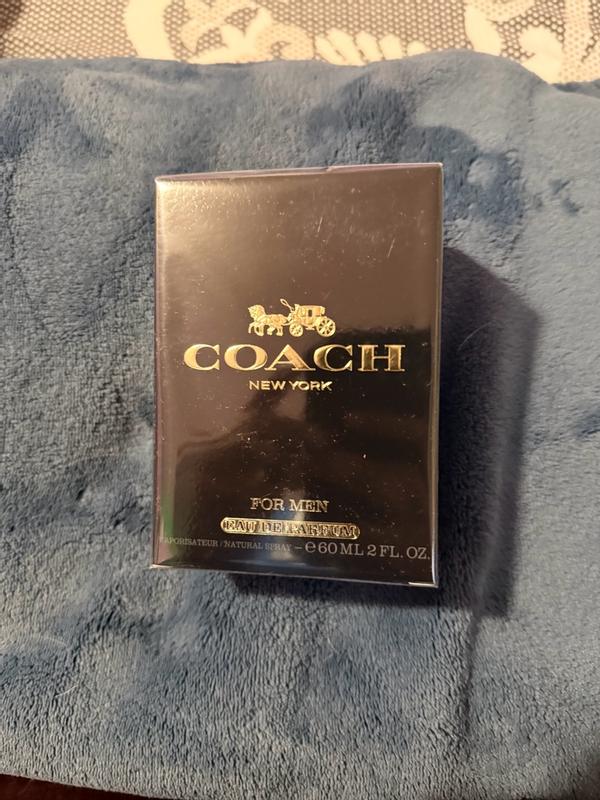 COACH
NEW YORK
FOR MEN
EAU DE PARFUM
VAPORISATEUR / NATURAL SPRAY – ℮ 60 ML 2 FL. OZ.